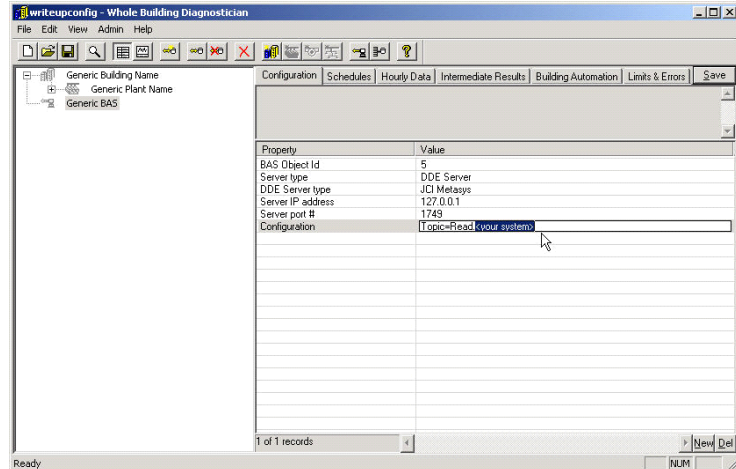 writeupconfig - Whole Building Diagnostician
File Edit View Admin Help
Generic Building Name
Generic Plant Name
Generic BAS
Configuration Schedules Hourly Data Intermediate Results Building Automation Limits & Errors Save
Property Value
BAS Object Id 5
Server type DDE Server
DDE Server type JCI Metasys
Server IP address 127.0.0.1
Server port # 1749
Configuration Topic=Read,<your system>
1 of 1 records New Del
Ready NUM